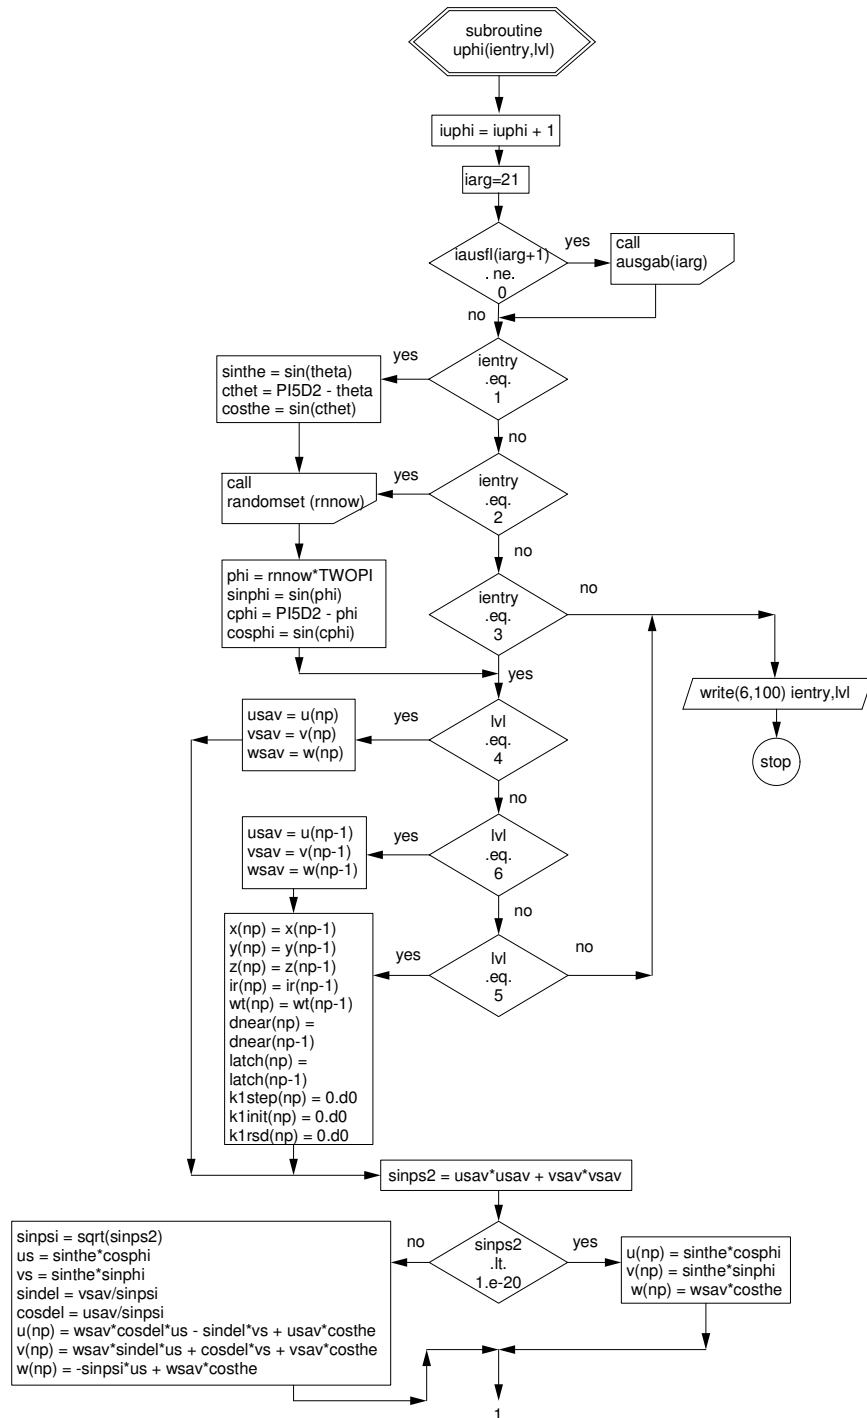 subroutine
uphi(ientry,lvl)
iuphi = iuphi + 1
iarg=21
iausfl(iarg+1)
. ne.
0
yes
call
ausgab(iarg)
no
ientry
.eq.
1
yes
sinthe = sin(theta)
cthet = PI5D2 - theta
costhe = sin(cthet)
no
ientry
.eq.
2
yes
call
randomset (rnnow)
no
phi = rnnow*TWOPI
sinphi = sin(phi)
cphi = PI5D2 - phi
cosphi = sin(cphi)
ientry
.eq.
3
no
yes
write(6,100) ientry,lvl
stop
lvl
.eq.
4
yes
usav = u(np)
vsav = v(np)
wsav = w(np)
no
lvl
.eq.
6
yes
usav = u(np-1)
vsav = v(np-1)
wsav = w(np-1)
no
lvl
.eq.
5
no
yes
x(np) = x(np-1)
y(np) = y(np-1)
z(np) = z(np-1)
ir(np) = ir(np-1)
wt(np) = wt(np-1)
dnear(np) =
dnear(np-1)
latch(np) =
latch(np-1)
k1step(np) = 0.d0
k1init(np) = 0.d0
k1rsd(np) = 0.d0
sinps2 = usav*usav + vsav*vsav
sinps2
.lt.
1.e-20
no
yes
sinpsi = sqrt(sinps2)
us = sinthe*cosphi
vs = sinthe*sinphi
sindel = vsav/sinpsi
cosdel = usav/sinpsi
u(np) = wsav*cosdel*us - sindel*vs + usav*costhe
v(np) = wsav*sindel*us + cosdel*vs + vsav*costhe
w(np) = -sinpsi*us + wsav*costhe
u(np) = sinthe*cosphi
v(np) = sinthe*sinphi
w(np) = wsav*costhe
1